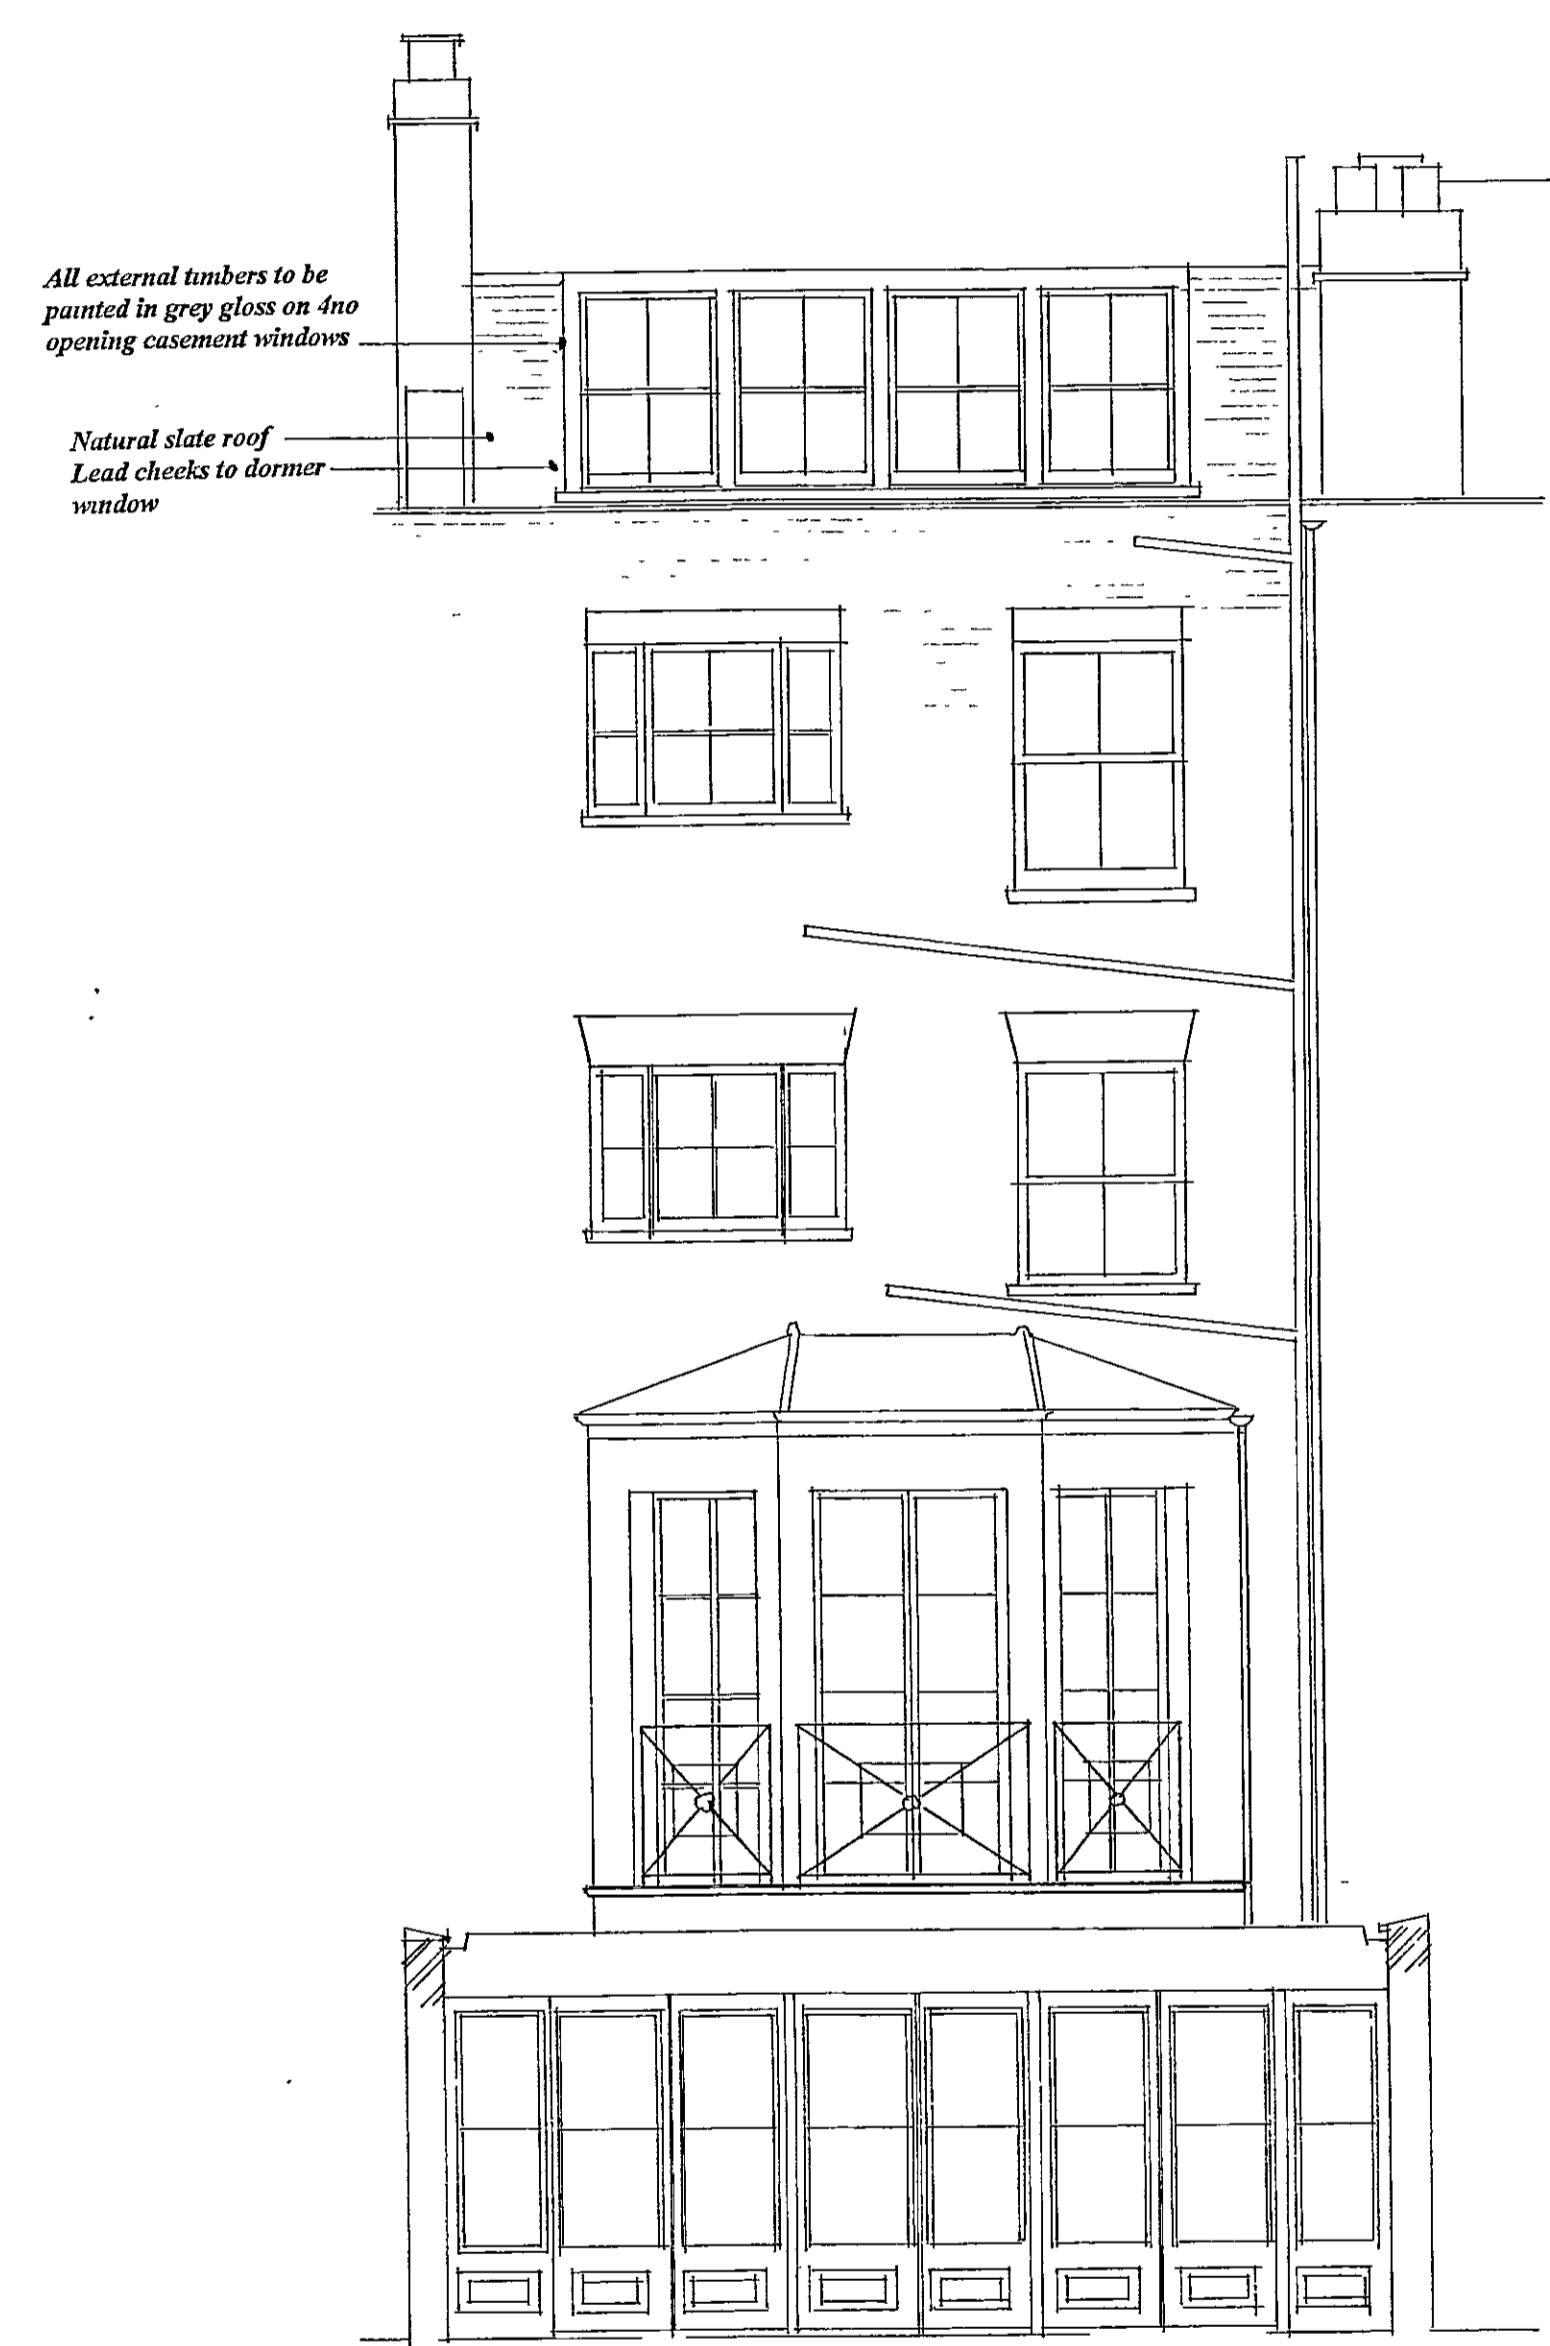 All external timbers to be
painted in grey gloss on 4no
opening casement windows
Natural slate roof
Lead cheeks to dormer
window